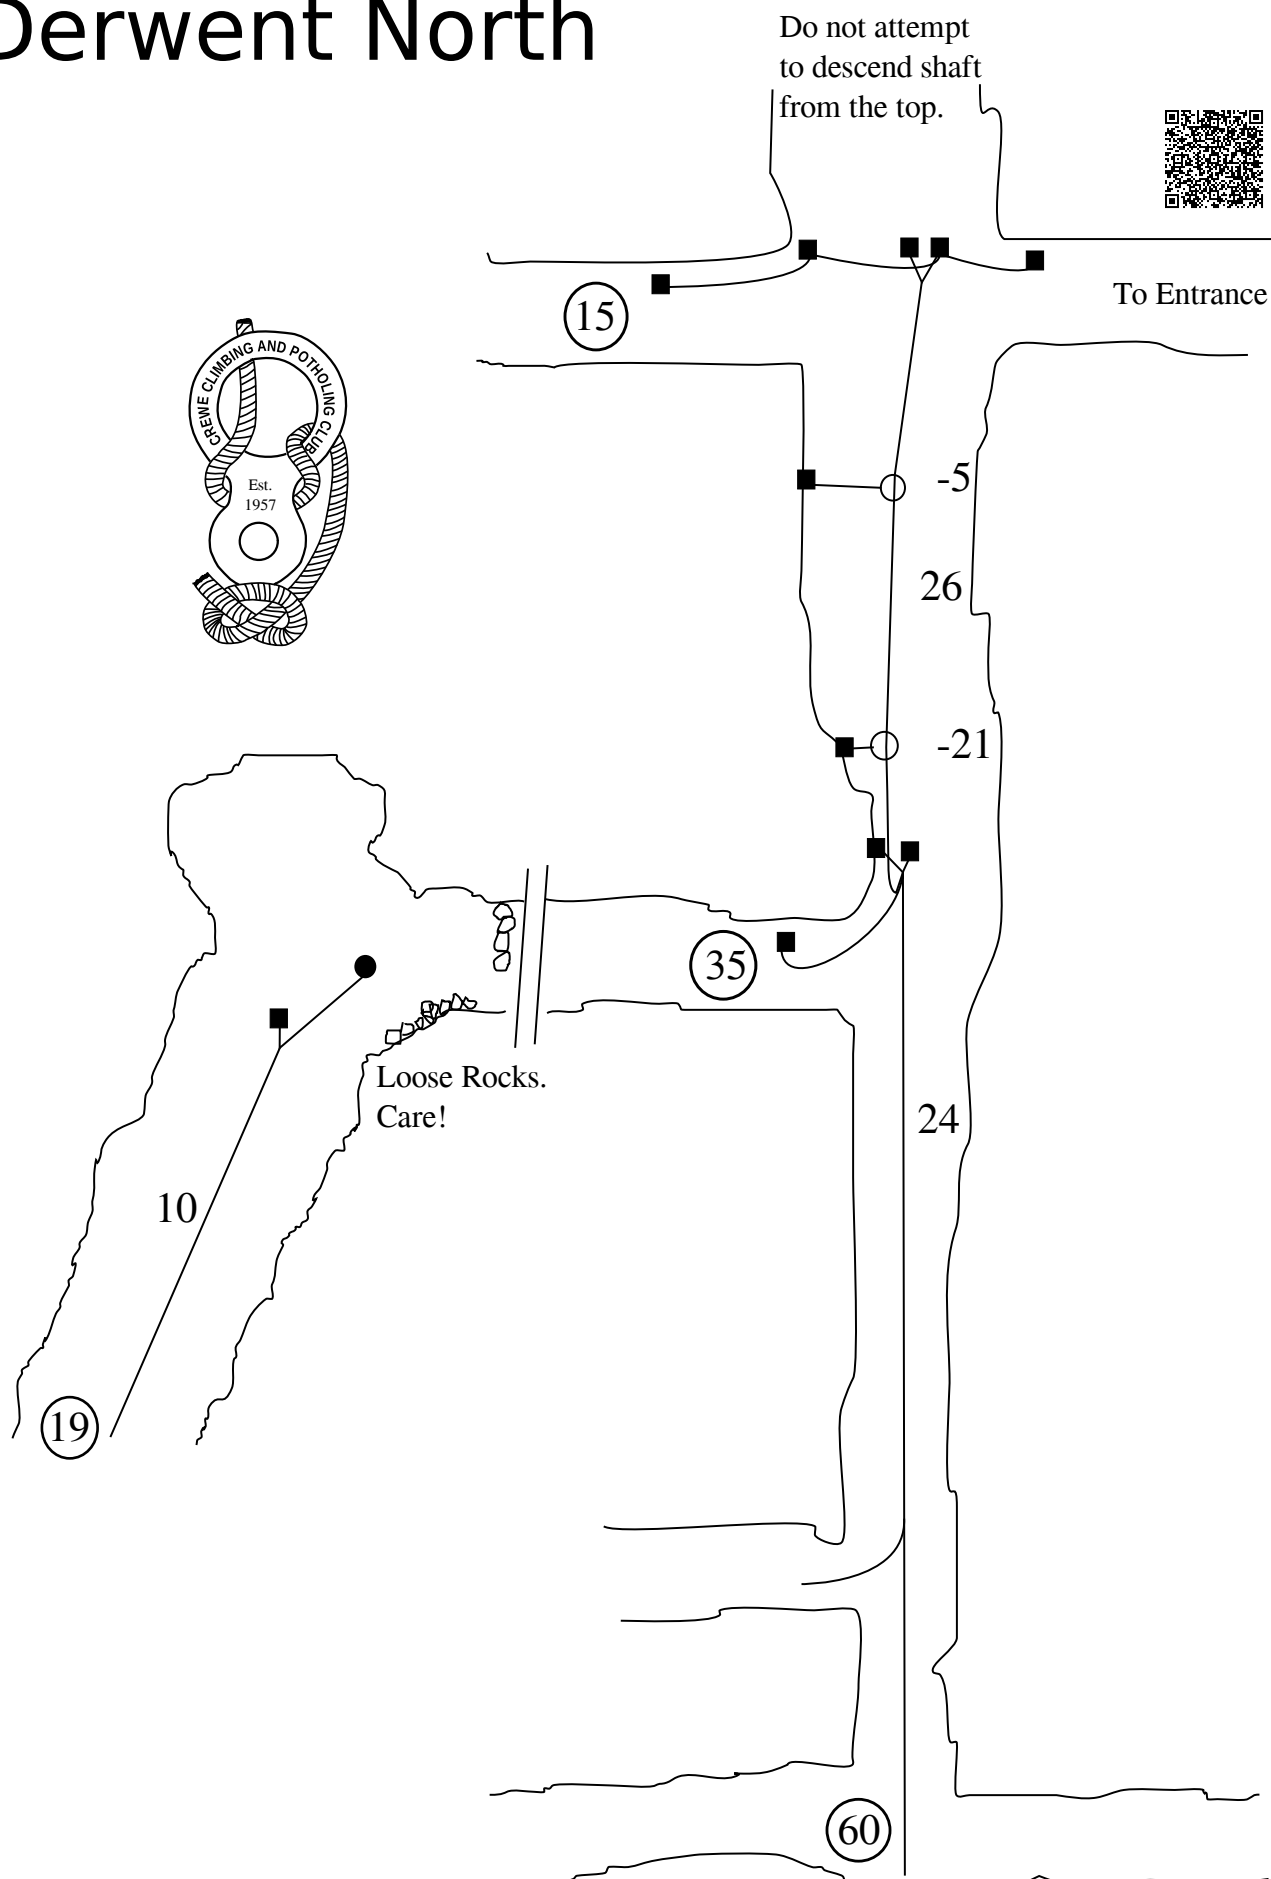 Derwent North
Do not attempt
to descend shaft
from the top.
To Entrance
15
CREWE CLIMBING AND POTHOLING CLUB
Est.
1957
-5
26
-21
35
Loose Rocks.
Care!
24
10
19
60